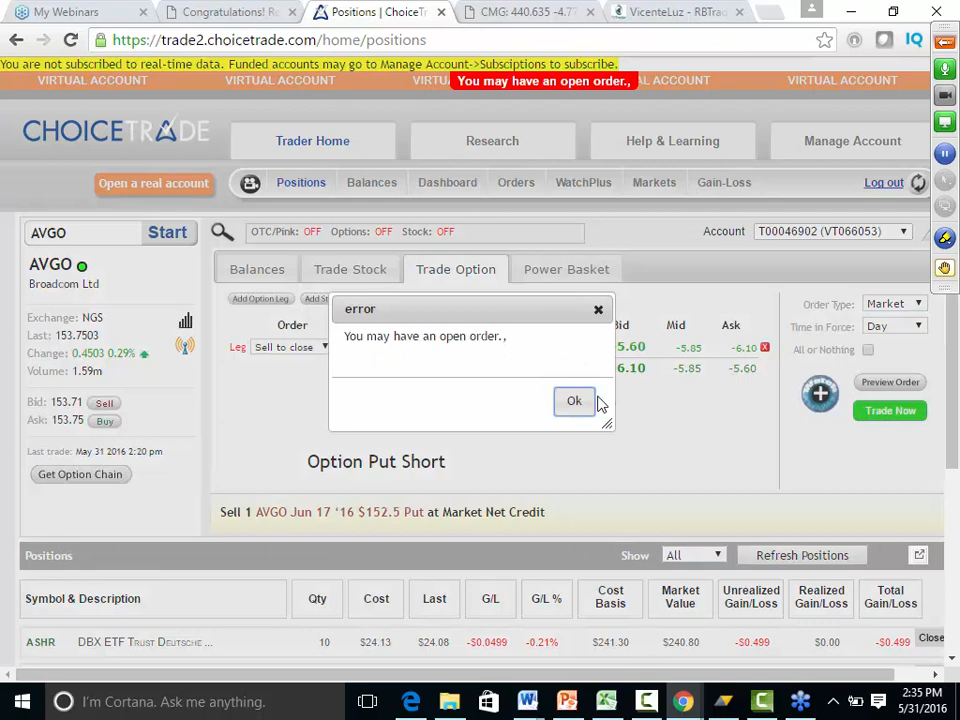 My Webinars
Congratulations! Re
Positions | ChoiceT
CMG: 440.635 -4.77
VicenteLuz - RBTrad
https://trade2.choicetrade.com/home/positions
IQ
You are not subscribed to real-time data. Funded accounts may go to Manage Account->Subsciptions to subscribe.
VIRTUAL ACCOUNT VIRTUAL ACCOUNT VIRTU You may have an open order., L ACCOUNT VIRTUAL ACCOUNT
CHOICETRADE
Trader Home Research Help & Learning Manage Account
Open a real account Positions Balances Dashboard Orders WatchPlus Markets Gain-Loss Log out
AVGO Start OTC/Pink: OFF Options: OFF Stock: OFF Account T00046902 (VT066053)
AVGO
Broadcom Ltd
Balances Trade Stock Trade Option Power Basket
Exchange: NGS
Last: 153.7503
Change: 0.4503 0.29%
Volume: 1.59m
Bid: 153.71 Sell
Ask: 153.75 Buy
Last trade: May 31 2016 2:20 pm
Get Option Chain
Add Option Leg Add St
Order Bid Mid Ask
Leg Sell to close 5.60 -5.85 -6.10
6.10 -5.85 -5.60
error
You may have an open order.,
Ok
Order Type: Market
Time in Force: Day
All or Nothing
Preview Order
Trade Now
Option Put Short
Sell 1 AVGO Jun 17 '16 $152.5 Put at Market Net Credit
Positions Show All Refresh Positions
Symbol & Description Qty Cost Last G/L G/L % Cost Basis Market Value Unrealized Gain/Loss Realized Gain/Loss Total Gain/Loss
ASHR DBX ETF Trust Deutsche ... 10 $24.13 $24.08 -$0.0499 -0.21% $241.30 $240.80 -$0.499 $0.00 -$0.499 Close
I'm Cortana. Ask me anything.
2:35 PM
5/31/2016